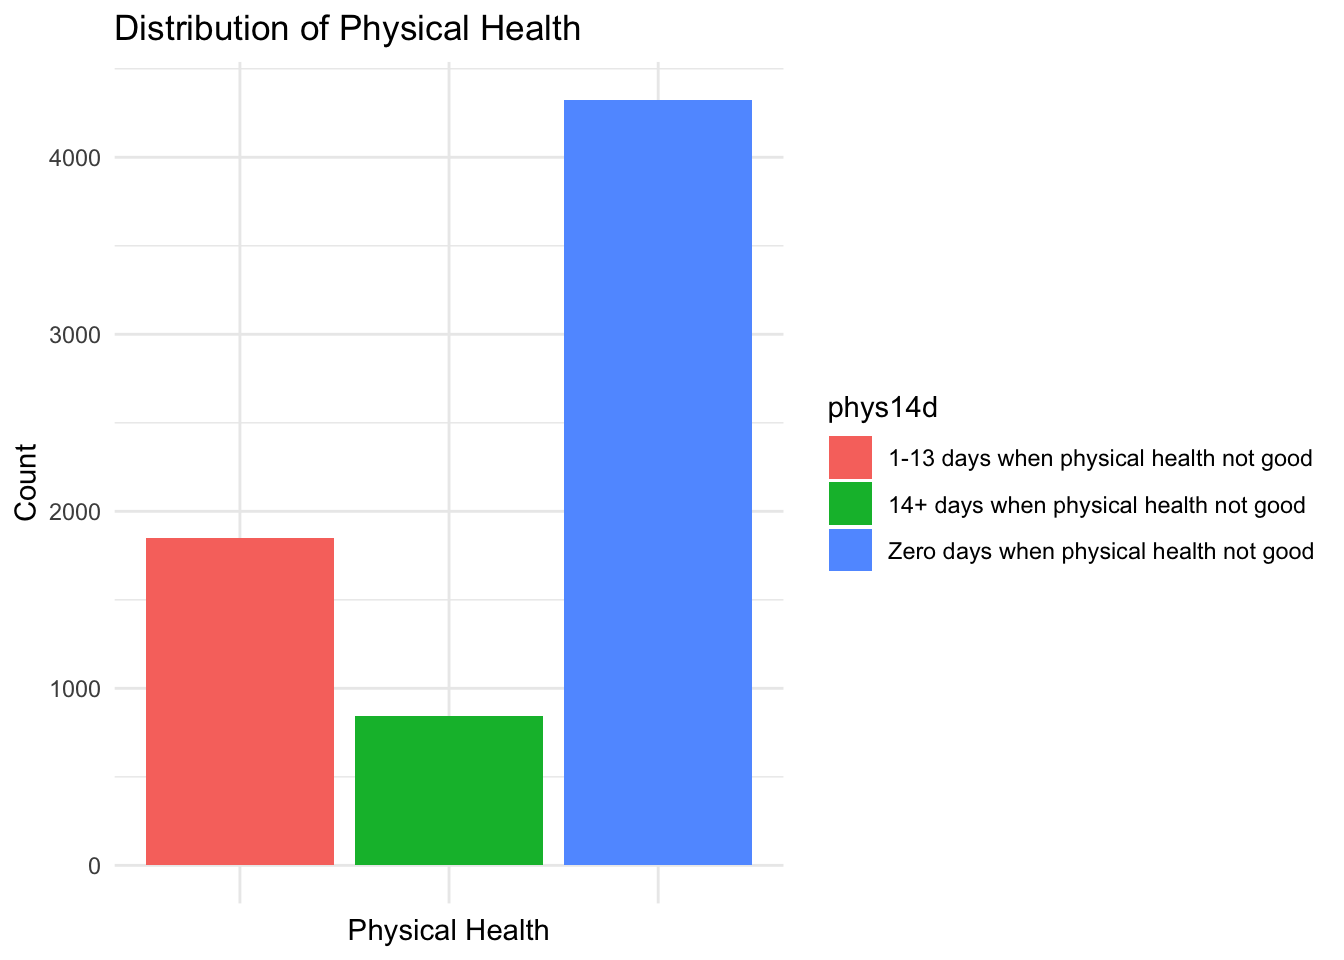 Distribution of Physical Health
4000
3000
2000
1000
0
Count
Physical Health
phys14d
1-13 days when physical health not good
14+ days when physical health not good
Zero days when physical health not good